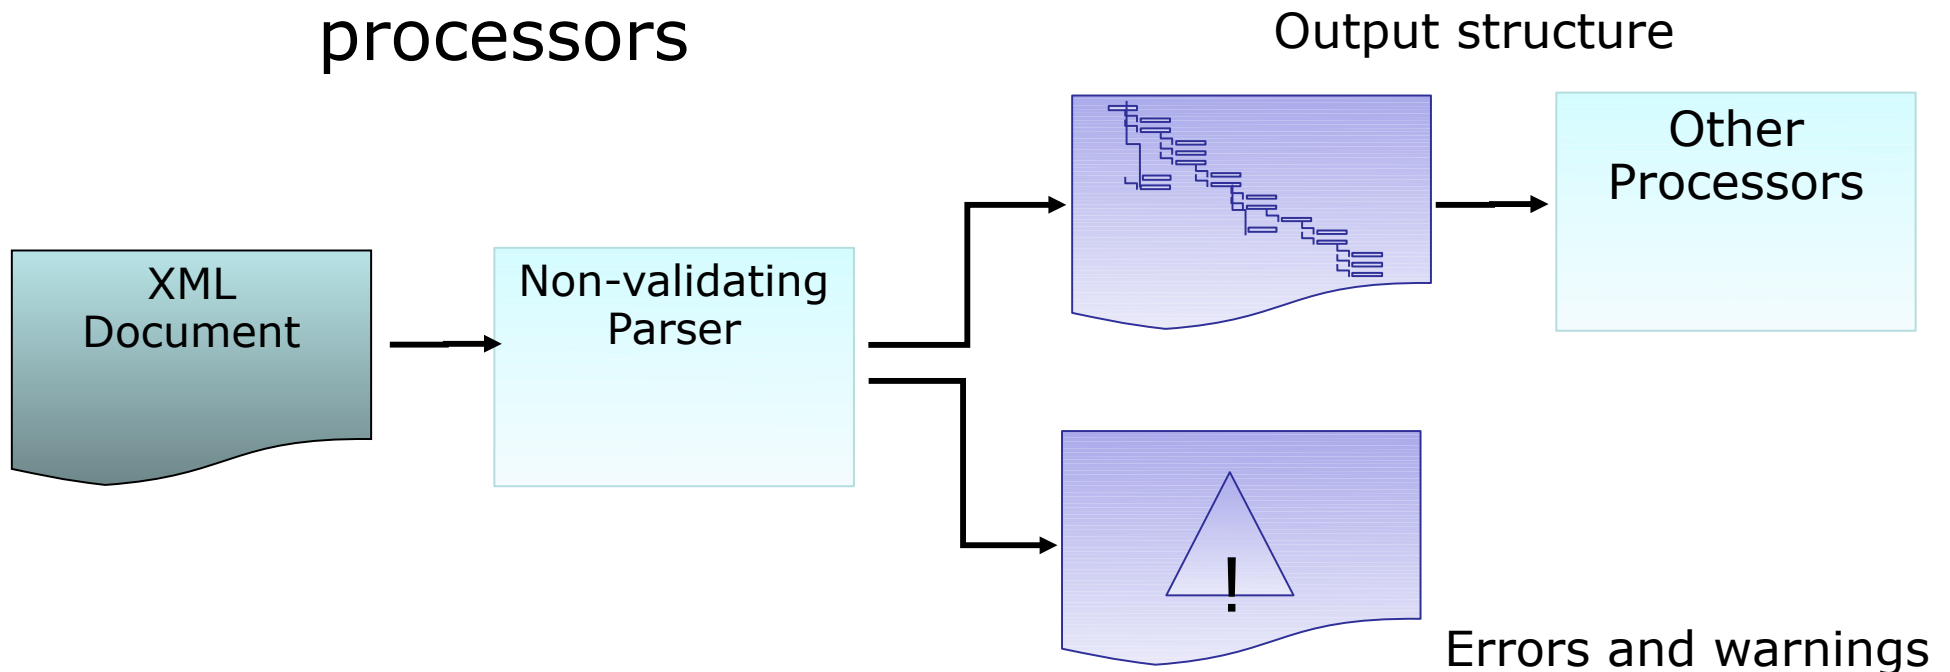 processors
Output structure
Other
Processors
XML
Document
Non-validating
Parser
!
Errors and warnings